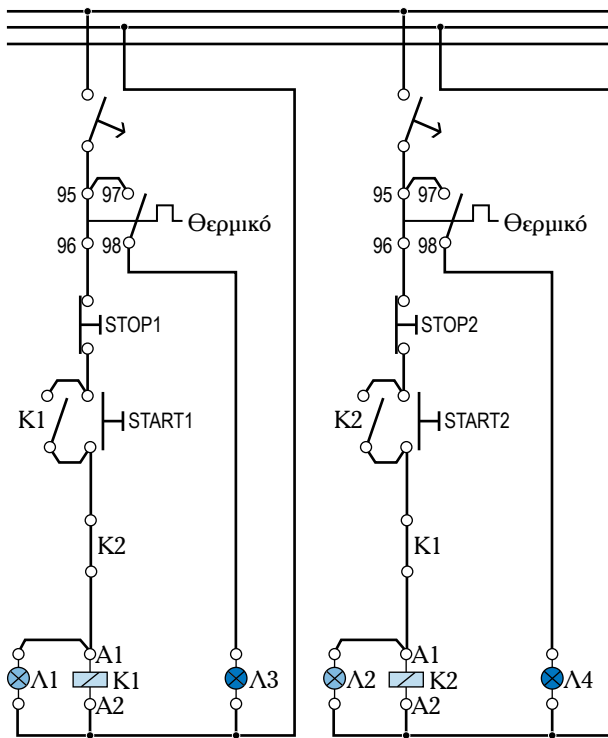 95 97
Θερμικό
96 98
STOP1
K1 START1
K2
A1
Λ1 K1 Λ3
A2
95 97
Θερμικό
96 98
STOP2
K2 START2
K1
A1
Λ2 K2 Λ4
A2